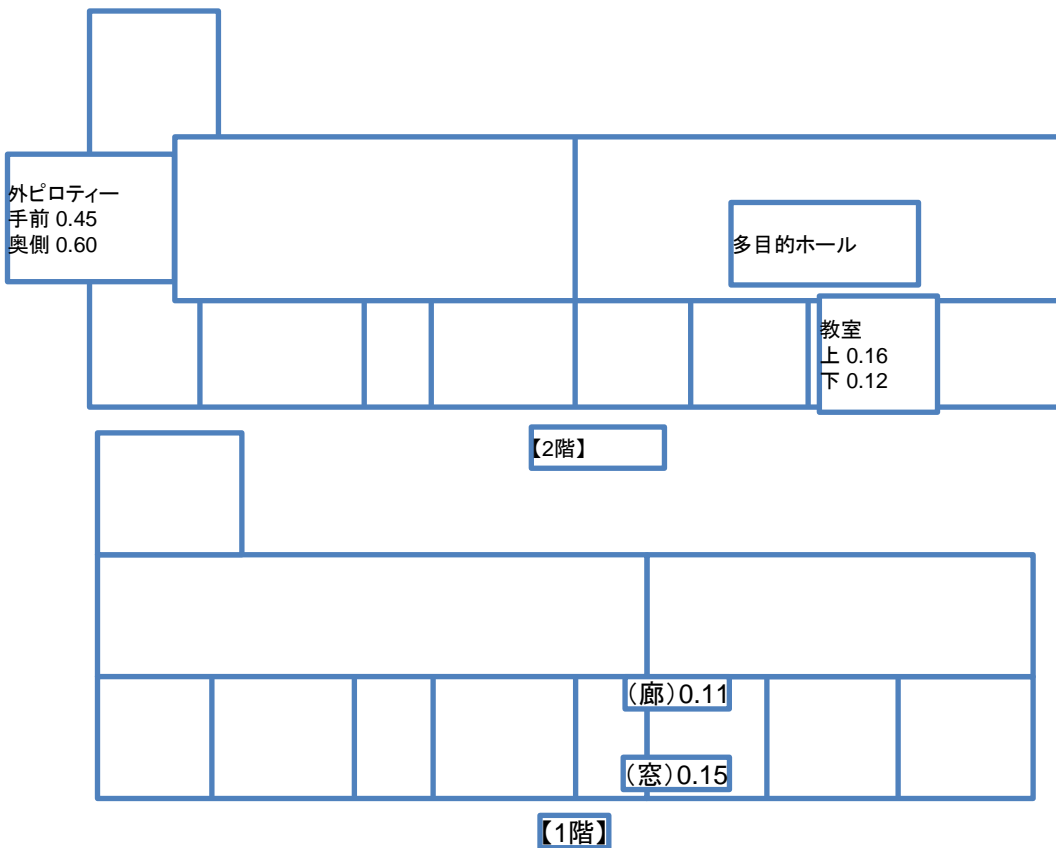 外ピロティー
手前 0.45
奥側 0.60
多目的ホール
教室
上 0.16
下 0.12
【2階】
（廊）0.11
（窓）0.15
【1階】